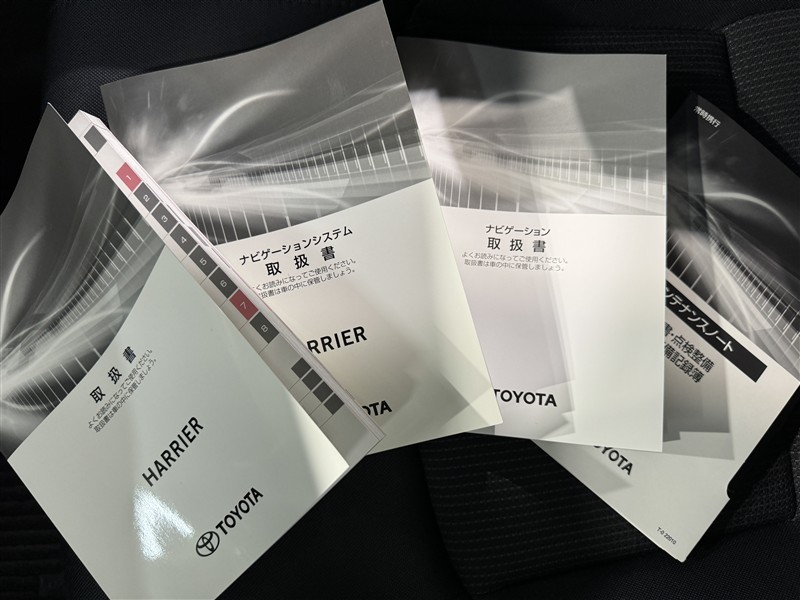 取扱書
よくお読みになってご使用ください。
取扱書は車の中に保管しましょう。
HARRIER
TOYOTA
1
2
3
4
5
6
7
8
ナビゲーションシステム
取扱書
くお読みになってご使用ください。
扱書は車の中に保管しましょう。
RRIER
OTA
ナビゲーション
取扱書
よくお読みになってご使用ください。
取扱書は車の中に保管しましょう。
TOYOTA
常時携行
ンテナンスノート
書・点検整備
備記録簿
OYOTA